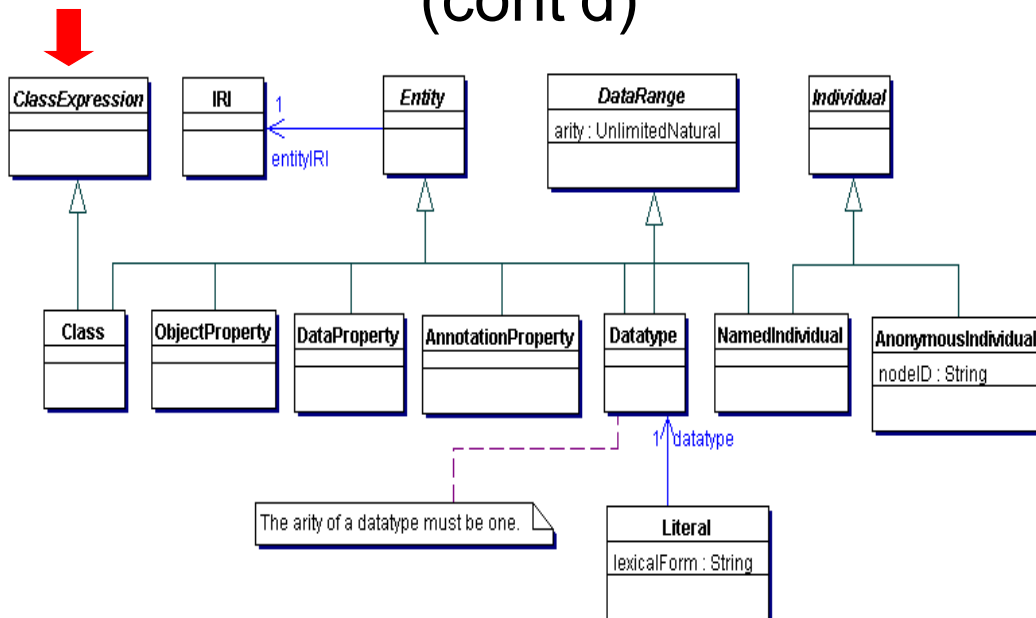 (cont'd)
ClassExpression
IRI
1
entityIRI
Entity
DataRange
arity : UnlimitedNatural
Individual
Class
ObjectProperty
DataProperty
AnnotationProperty
Datatype
NamedIndividual
AnonymousIndividual
nodeID : String
1 datatype
The arity of a datatype must be one.
Literal
lexicalForm : String